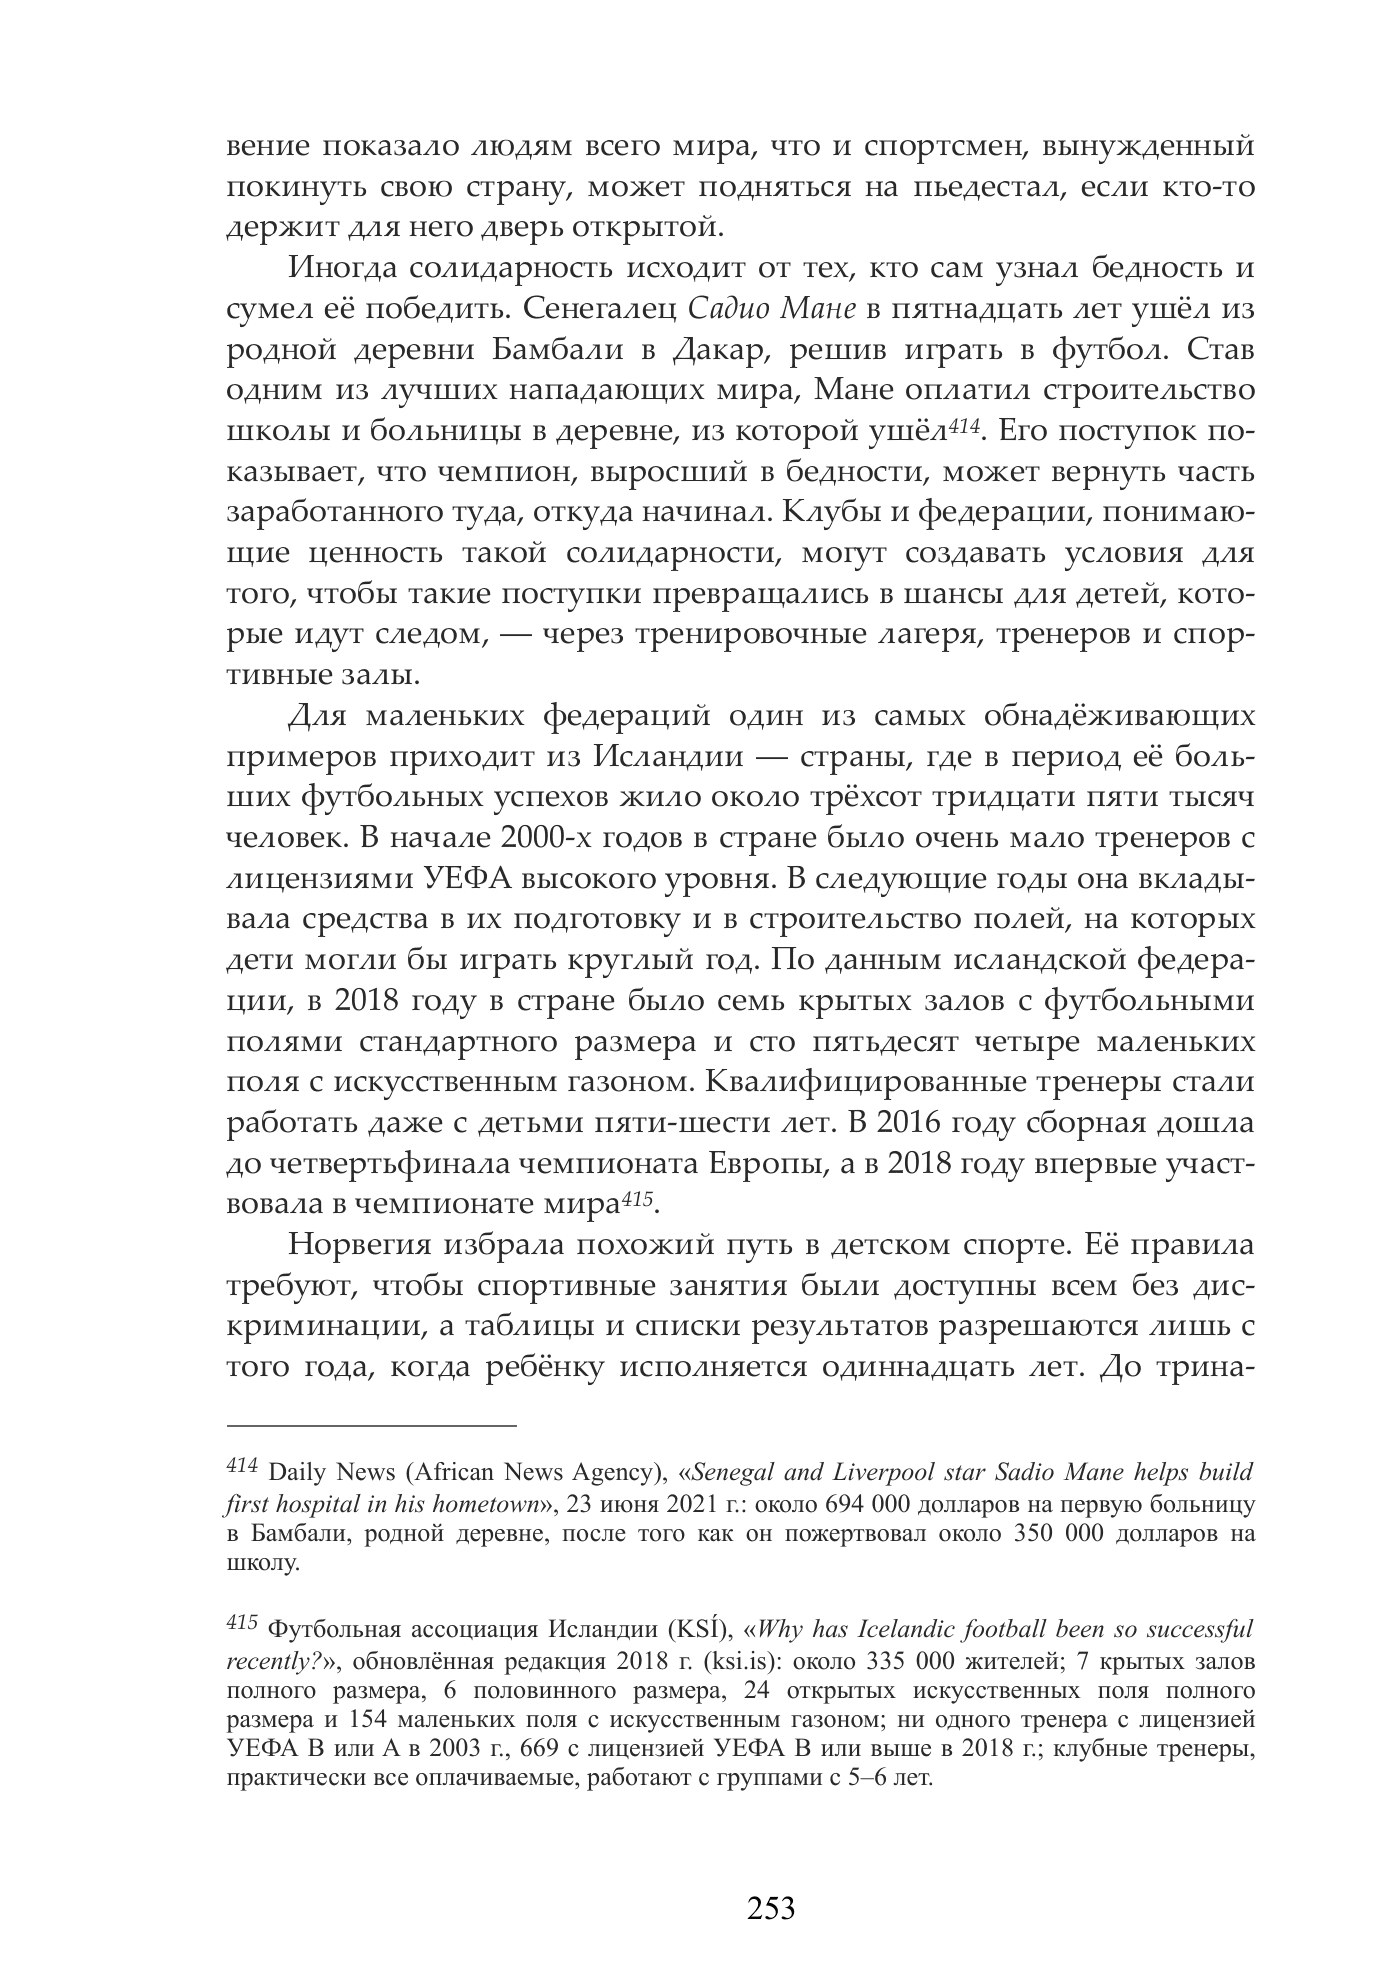 вение показало людям всего мира, что и спортсмен, вынужденный
покинуть свою страну, может подняться на пьедестал, если кто-то
держит для него дверь открытой.
Иногда солидарность исходит от тех, кто сам узнал бедность и
сумел её победить. Сенегалец Садио Мане в пятнадцать лет ушёл из
родной деревни Бамбали в Дакар, решив играть в футбол. Став
одним из лучших нападающих мира, Мане оплатил строительство
школы и больницы в деревне, из которой ушёл414. Его поступок по-
казывает, что чемпион, выросший в бедности, может вернуть часть
заработанного туда, откуда начинал. Клубы и федерации, понимаю-
щие ценность такой солидарности, могут создавать условия для
того, чтобы такие поступки превращались в шансы для детей, кото-
рые идут следом, — через тренировочные лагеря, тренеров и спор-
тивные залы.
Для маленьких федераций один из самых обнадёживающих
примеров приходит из Исландии — страны, где в период её боль-
ших футбольных успехов жило около трёхсот тридцати пяти тысяч
человек. В начале 2000-х годов в стране было очень мало тренеров с
лицензиями УЕФА высокого уровня. В следующие годы она вклады-
вала средства в их подготовку и в строительство полей, на которых
дети могли бы играть круглый год. По данным исландской федера-
ции, в 2018 году в стране было семь крытых залов с футбольными
полями стандартного размера и сто пятьдесят четыре маленьких
поля с искусственным газоном. Квалифицированные тренеры стали
работать даже с детьми пяти-шести лет. В 2016 году сборная дошла
до четвертьфинала чемпионата Европы, а в 2018 году впервые участ-
вовала в чемпионате мира415.
Норвегия избрала похожий путь в детском спорте. Её правила
требуют, чтобы спортивные занятия были доступны всем без дис-
криминации, а таблицы и списки результатов разрешаются лишь с
того года, когда ребёнку исполняется одиннадцать лет. До трина-
414 Daily News (African News Agency), «Senegal and Liverpool star Sadio Mane helps build
first hospital in his hometown», 23 июня 2021 г.: около 694 000 долларов на первую больницу
в Бамбали, родной деревне, после того как он пожертвовал около 350 000 долларов на
школу.
415 Футбольная ассоциация Исландии (KSÍ), «Why has Icelandic football been so successful
recently?», обновлённая редакция 2018 г. (ksi.is): около 335 000 жителей; 7 крытых залов
полного размера, 6 половинного размера, 24 открытых искусственных поля полного
размера и 154 маленьких поля с искусственным газоном; ни одного тренера с лицензией
УЕФА B или A в 2003 г., 669 с лицензией УЕФА B или выше в 2018 г.; клубные тренеры,
практически все оплачиваемые, работают с группами с 5–6 лет.
253